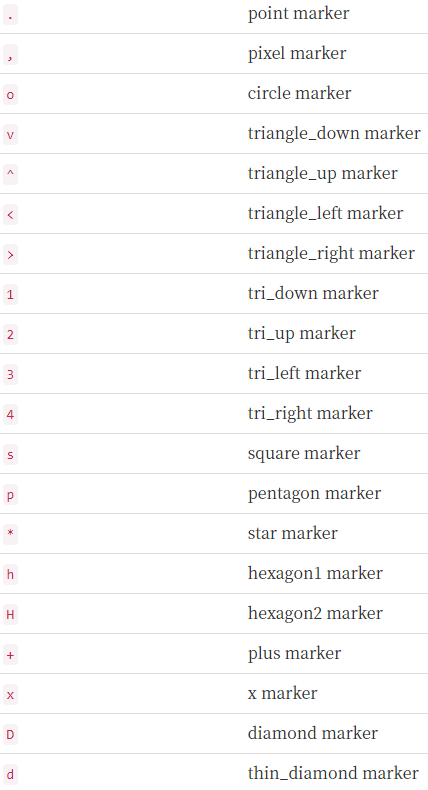 . point marker
, pixel marker
o circle marker
v triangle_down marker
^ triangle_up marker
< triangle_left marker
> triangle_right marker
1 tri_down marker
2 tri_up marker
3 tri_left marker
4 tri_right marker
s square marker
p pentagon marker
* star marker
h hexagon1 marker
H hexagon2 marker
+ plus marker
x x marker
D diamond marker
d thin_diamond marker